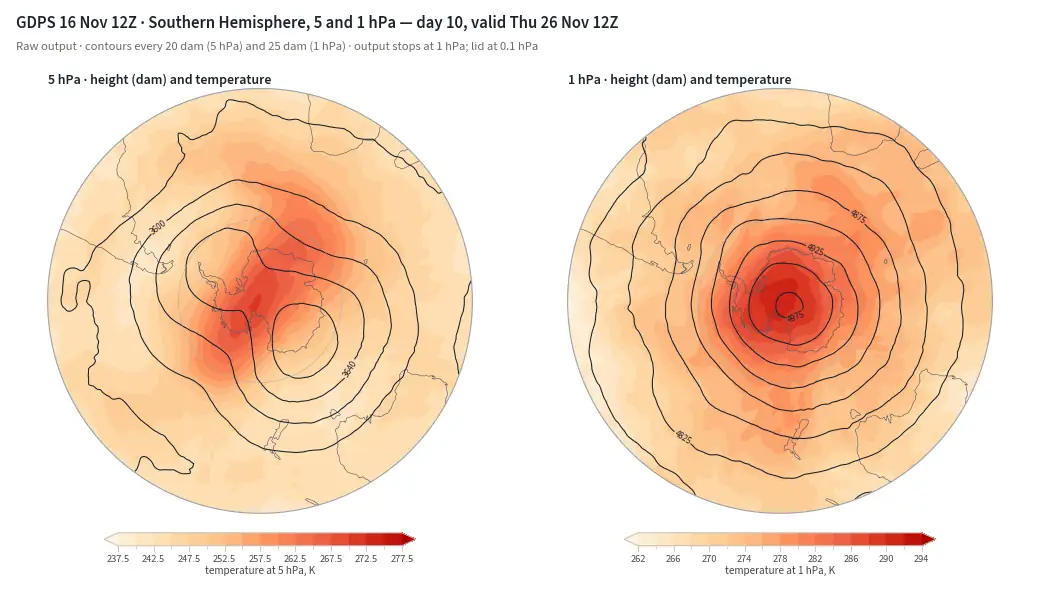 GDPS 16 Nov 12Z · Southern Hemisphere, 5 and 1 hPa — day 10, valid Thu 26 Nov 12Z
Raw output · contours every 20 dam (5 hPa) and 25 dam (1 hPa) · output stops at 1 hPa; lid at 0.1 hPa
5 hPa · height (dam) and temperature
1 hPa · height (dam) and temperature
3600
3640
4875
4925
4975
4825
237.5 242.5 247.5 252.5 257.5 262.5 267.5 272.5 277.5
temperature at 5 hPa, K
262 266 270 274 278 282 286 290 294
temperature at 1 hPa, K